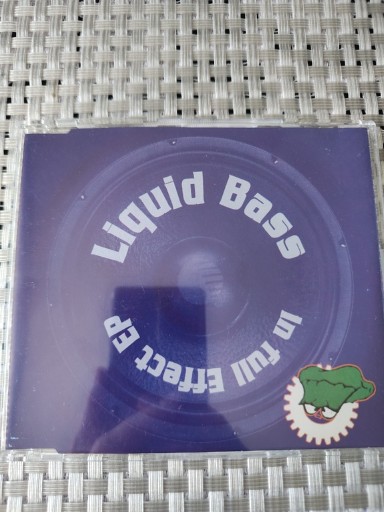 Liquid Bass
In full Effect EP